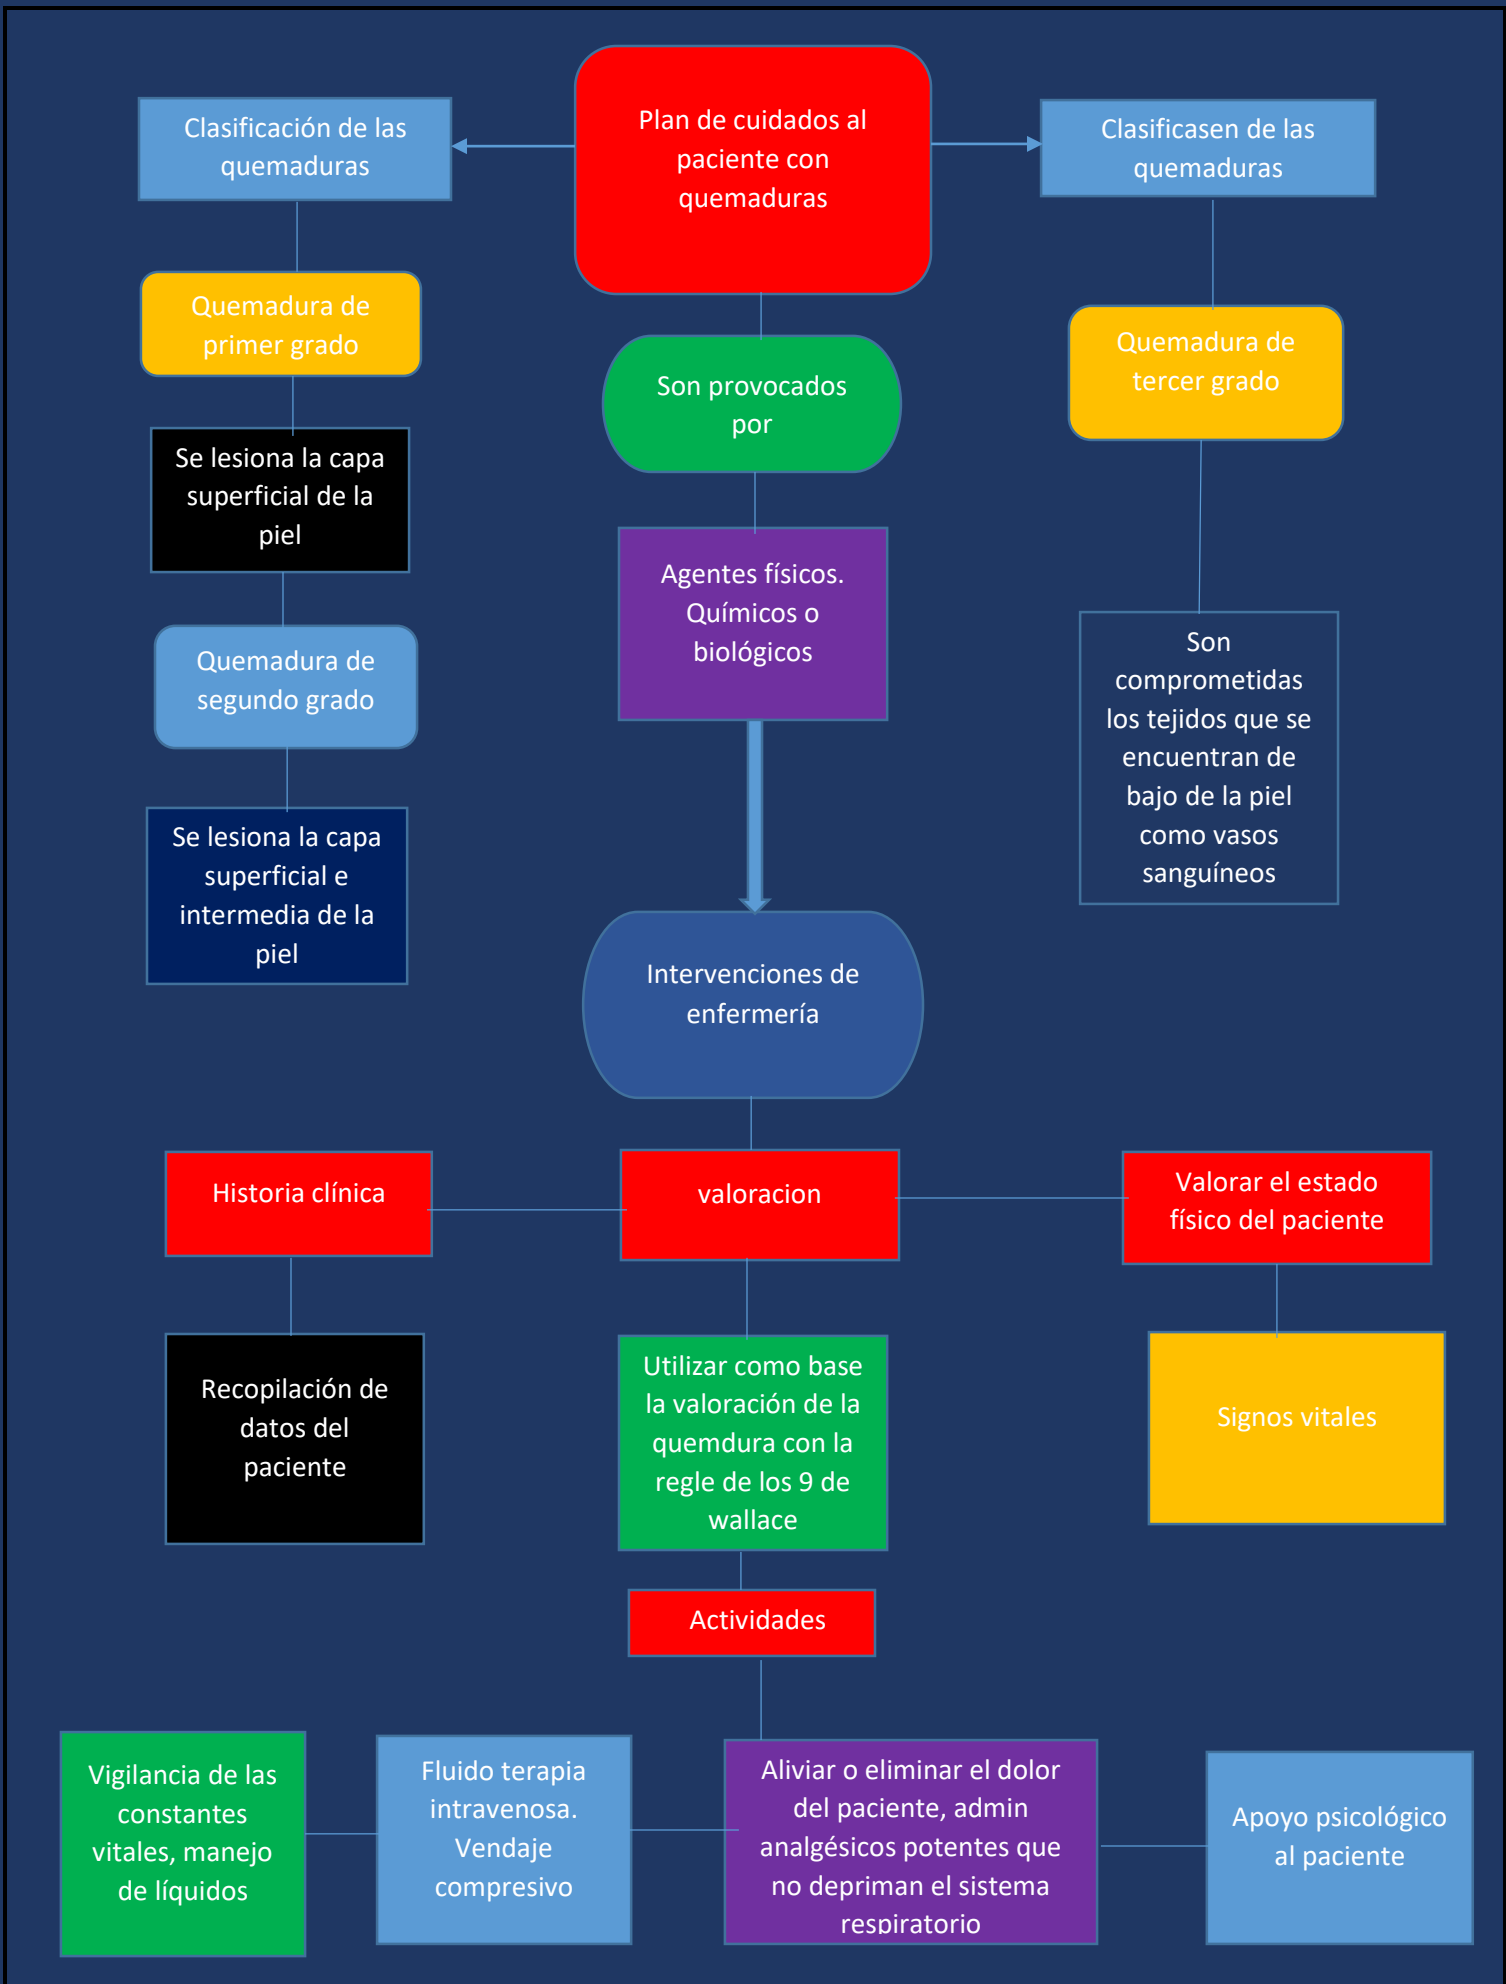 Plan de cuidados al
paciente con
quemaduras
Clasificación de las
quemaduras
Clasificasen de las
quemaduras
Quemadura de
primer grado
Son provocados
por
Quemadura de
tercer grado
Se lesiona la capa
superficial de la
piel
Agentes físicos.
Químicos o
biológicos
Quemadura de
segundo grado
Son
comprometidas
los tejidos que se
encuentran de
bajo de la piel
como vasos
sanguíneos
Se lesiona la capa
superficial e
intermedia de la
piel
Intervenciones de
enfermería
Historia clínica
valoracion
Valorar el estado
físico del paciente
Recopilación de
datos del
paciente
Utilizar como base
la valoración de la
quemdura con la
regle de los 9 de
wallace
Signos vitales
Actividades
Vigilancia de las
constantes
vitales, manejo
de líquidos
Fluido terapia
intravenosa.
Vendaje
compresivo
Aliviar o eliminar el dolor
del paciente, admin
analgésicos potentes que
no depriman el sistema
respiratorio
Apoyo psicológico
al paciente